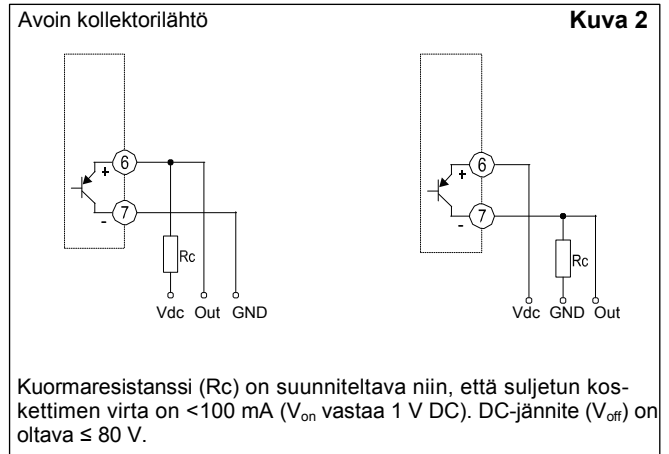 Avoin kollektorilähtö
Kuva 2
6
+
7
-
Rc
Vdc Out GND
6
+
7
-
Rc
Vdc GND Out
Kuormaresistanssi (Rc) on suunniteltava niin, että suljetun kos-
kettimen virta on <100 mA (Von vastaa 1 V DC). DC-jännite (Voff) on
oltava ≤ 80 V.